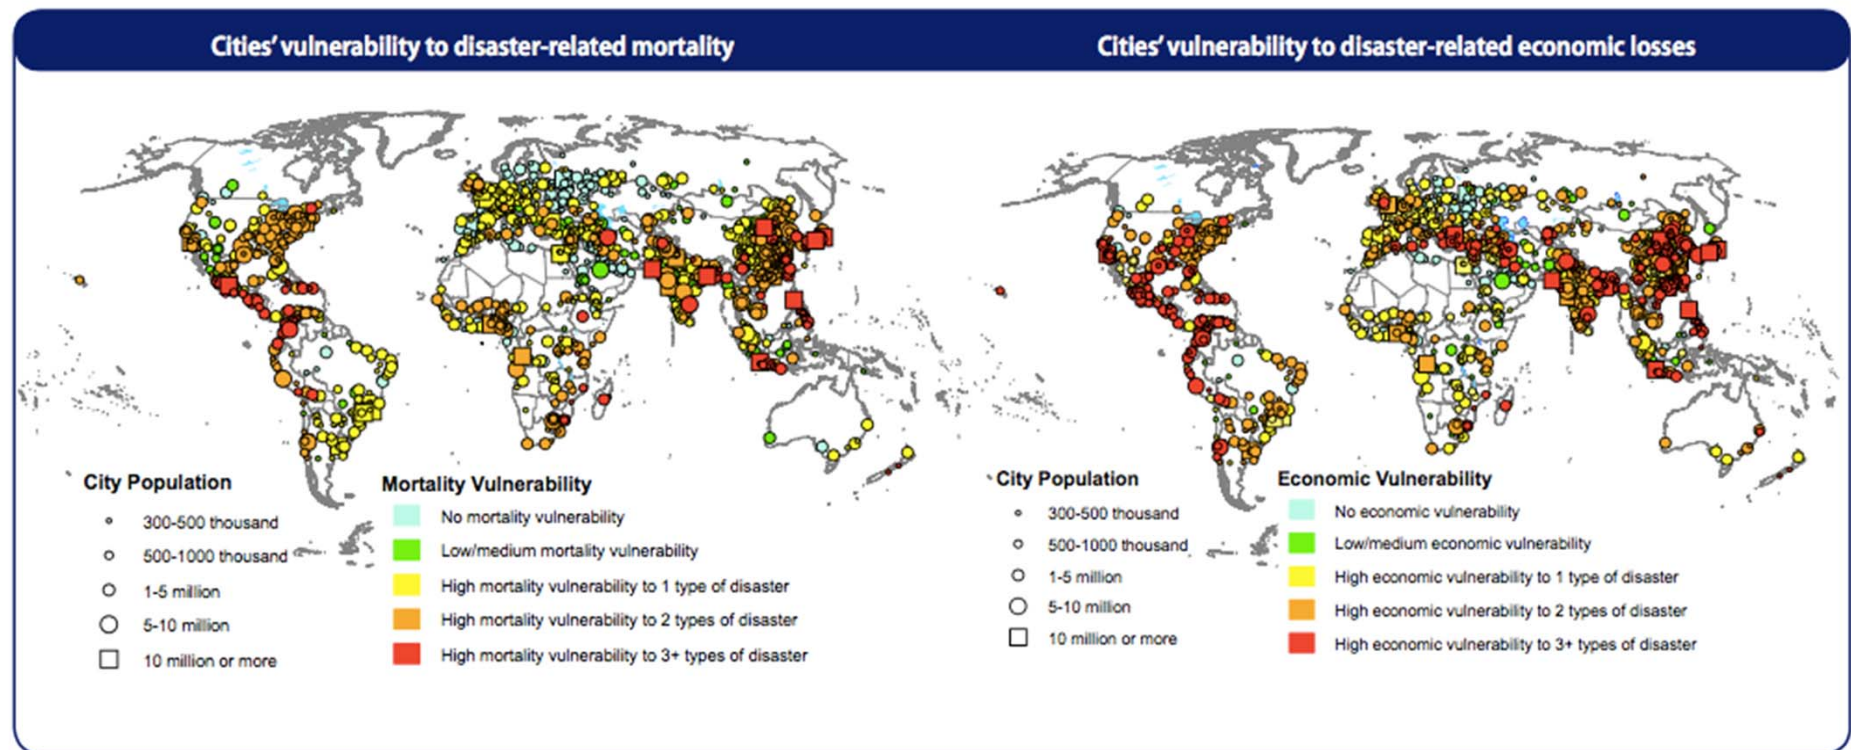 Cities' vulnerability to disaster-related mortality
Cities' vulnerability to disaster-related economic losses
City Population
300-500 thousand
500-1000 thousand
1-5 million
5-10 million
10 million or more
Mortality Vulnerability
No mortality vulnerability
Low/medium mortality vulnerability
High mortality vulnerability to 1 type of disaster
High mortality vulnerability to 2 types of disaster
High mortality vulnerability to 3+ types of disaster
City Population
300-500 thousand
500-1000 thousand
1-5 million
5-10 million
10 million or more
Economic Vulnerability
No economic vulnerability
Low/medium economic vulnerability
High economic vulnerability to 1 type of disaster
High economic vulnerability to 2 types of disaster
High economic vulnerability to 3+ types of disaster